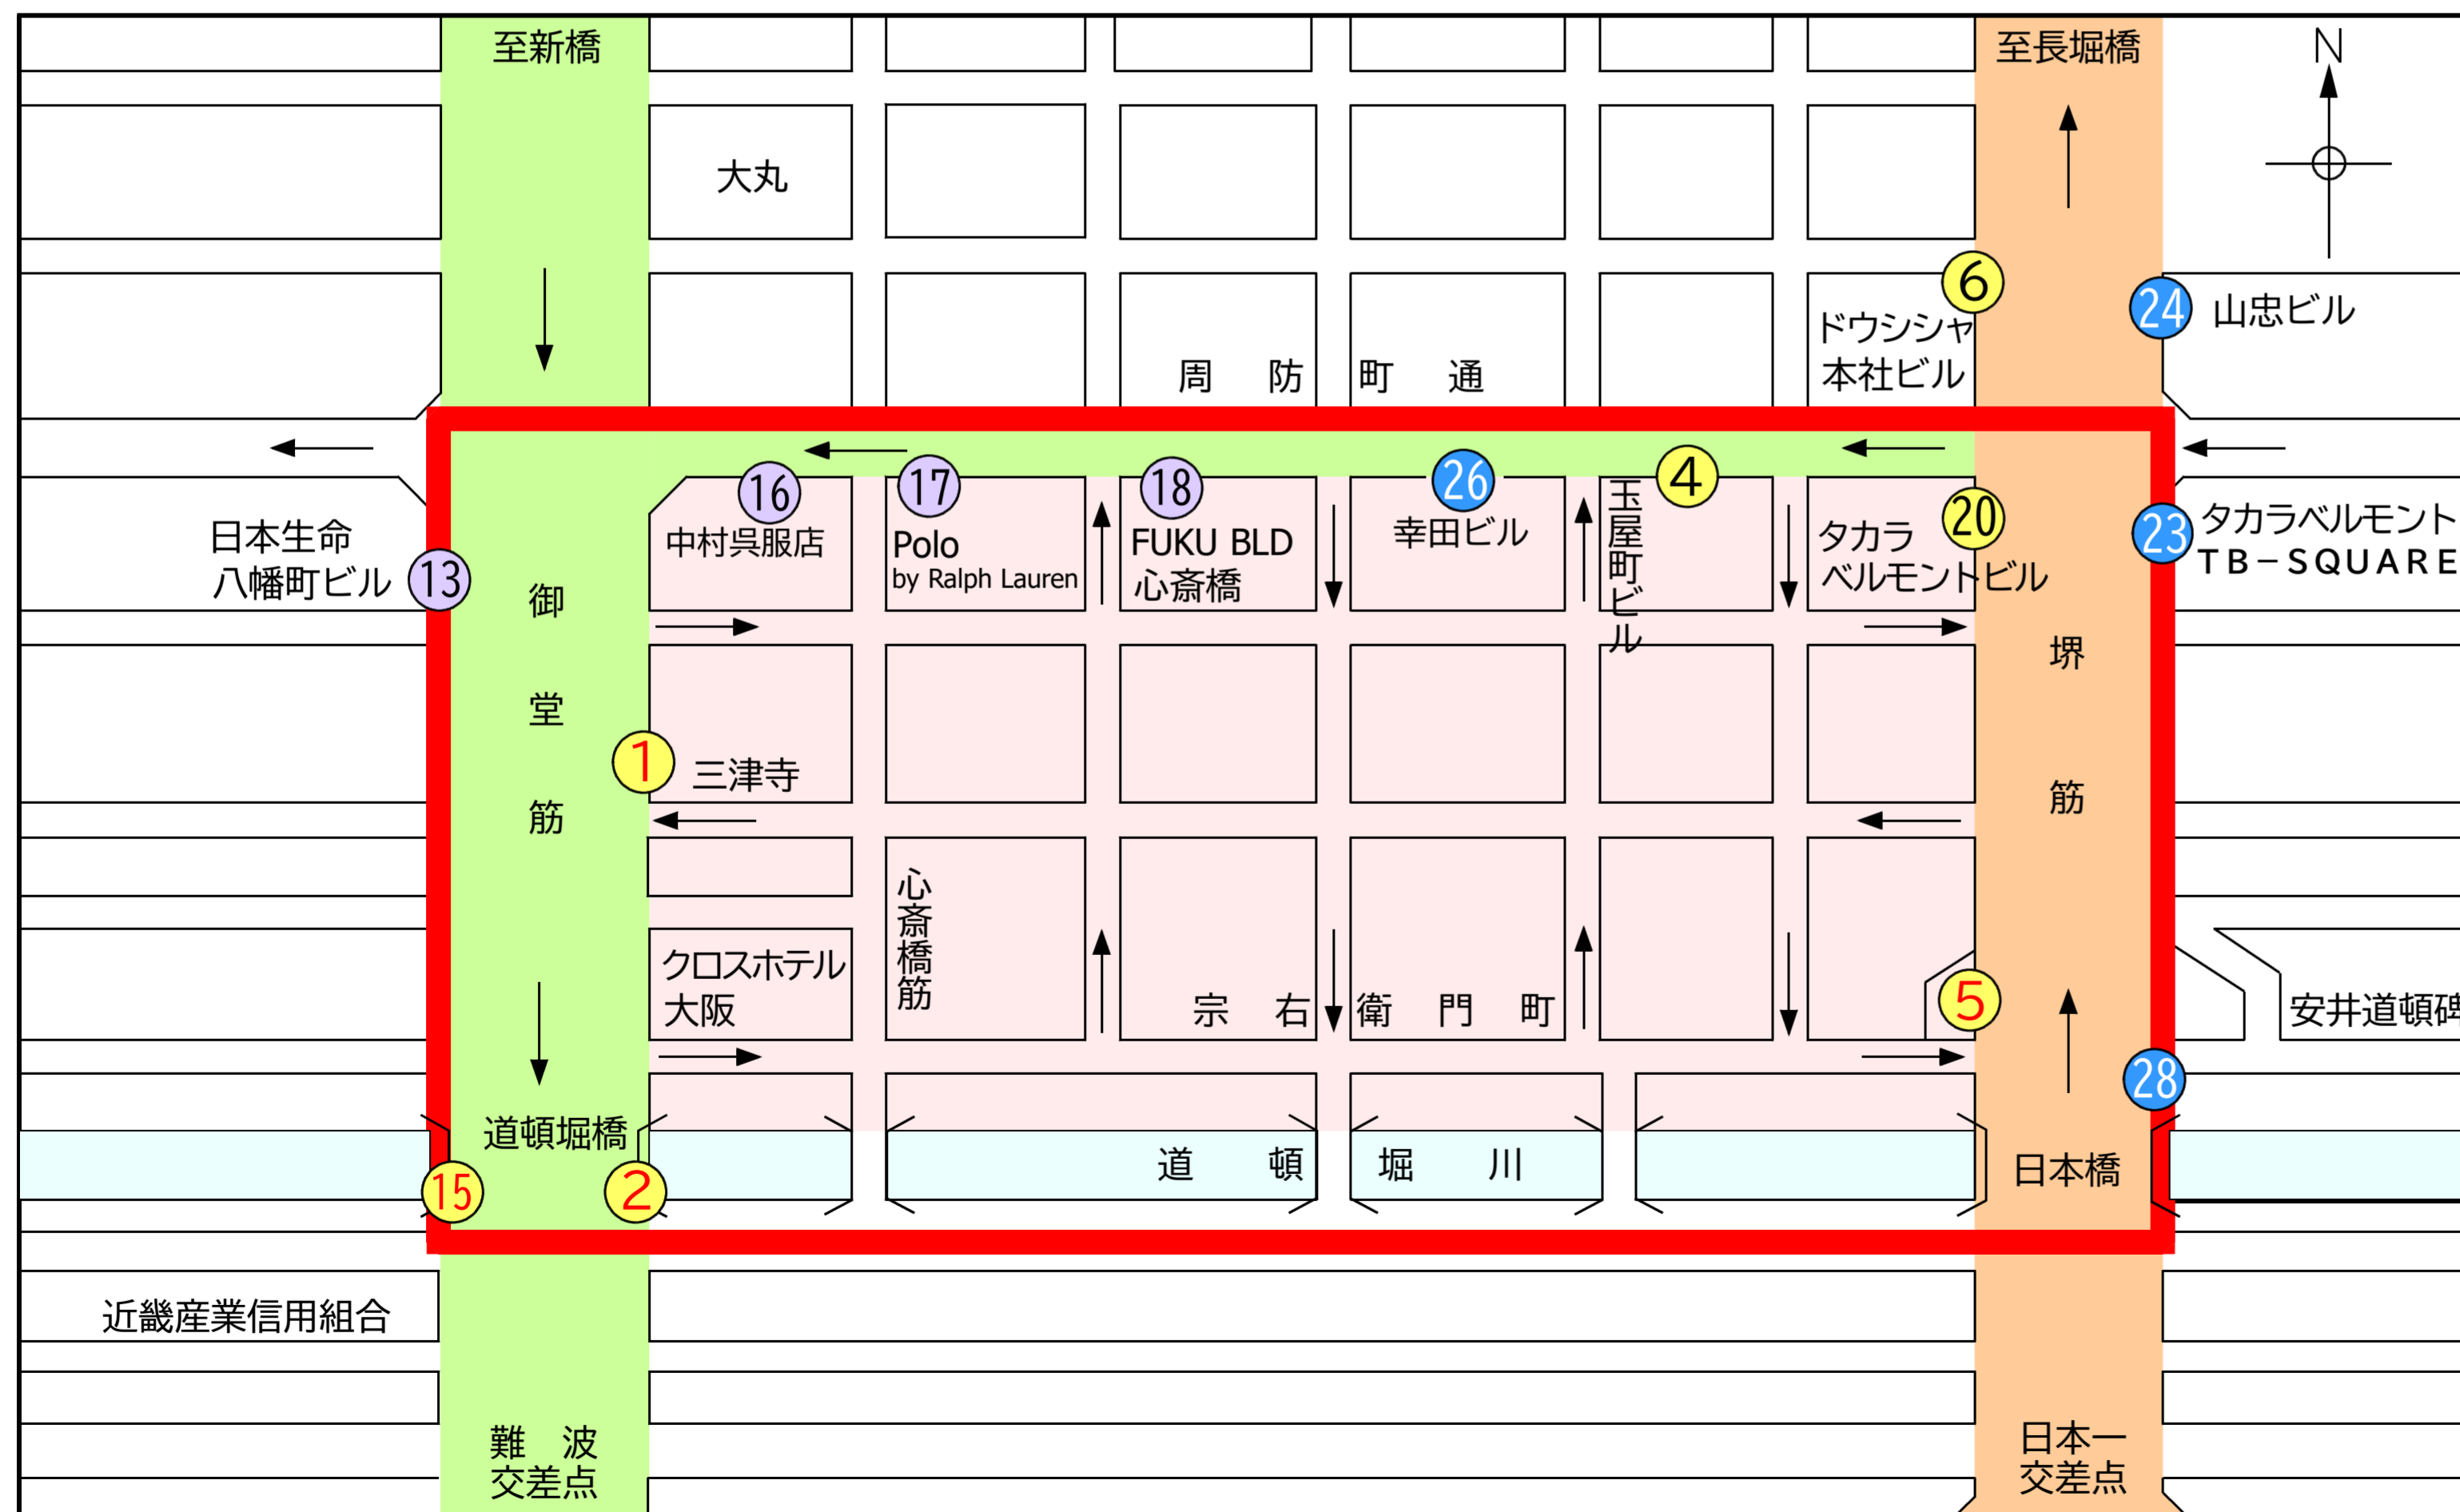 至新橋
至長堀橋
N
大丸
6
24
山忠ビル
ドウシシャ
本社ビル
周防町通
16
17
18
26
4
20
23
中村呉服店
Polo
by Ralph Lauren
FUKU BLD
心斎橋
幸田ビル
玉屋町ビル
タカラ
ベルモントビル
タカラベルモント
TB-SQUARE
日本生命
八幡町ビル
13
御堂筋
堺筋
1
三津寺
心斎橋筋
クロスホテル
大阪
宗右衛門町
5
安井道頓碑
28
道頓堀橋
道頓堀川
日本橋
15
2
近畿産業信用組合
難波
交差点
日本一
交差点